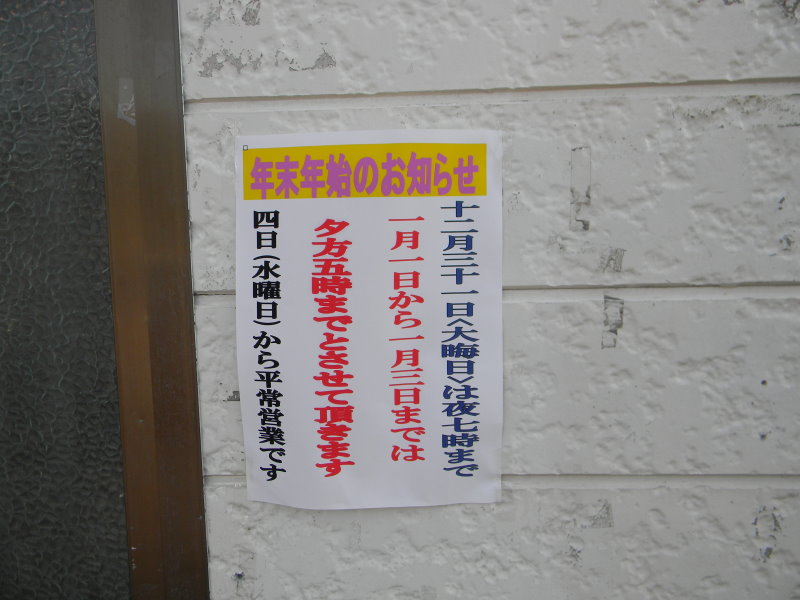 年末年始のお知らせ
十二月三十一日<大晦日>は夜七時まで
一月一日から一月三日までは
夕方五時までとさせて頂きます
四日(水曜日)から平常営業です